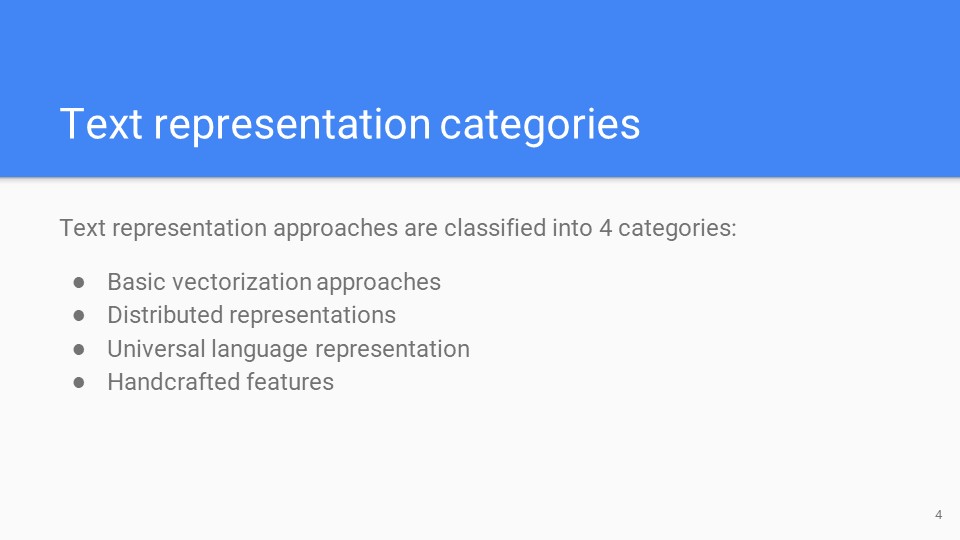 Text representation categories
Text representation approaches are classified into 4 categories:
● Basic vectorization approaches
● Distributed representations
● Universal language representation
● Handcrafted features
4